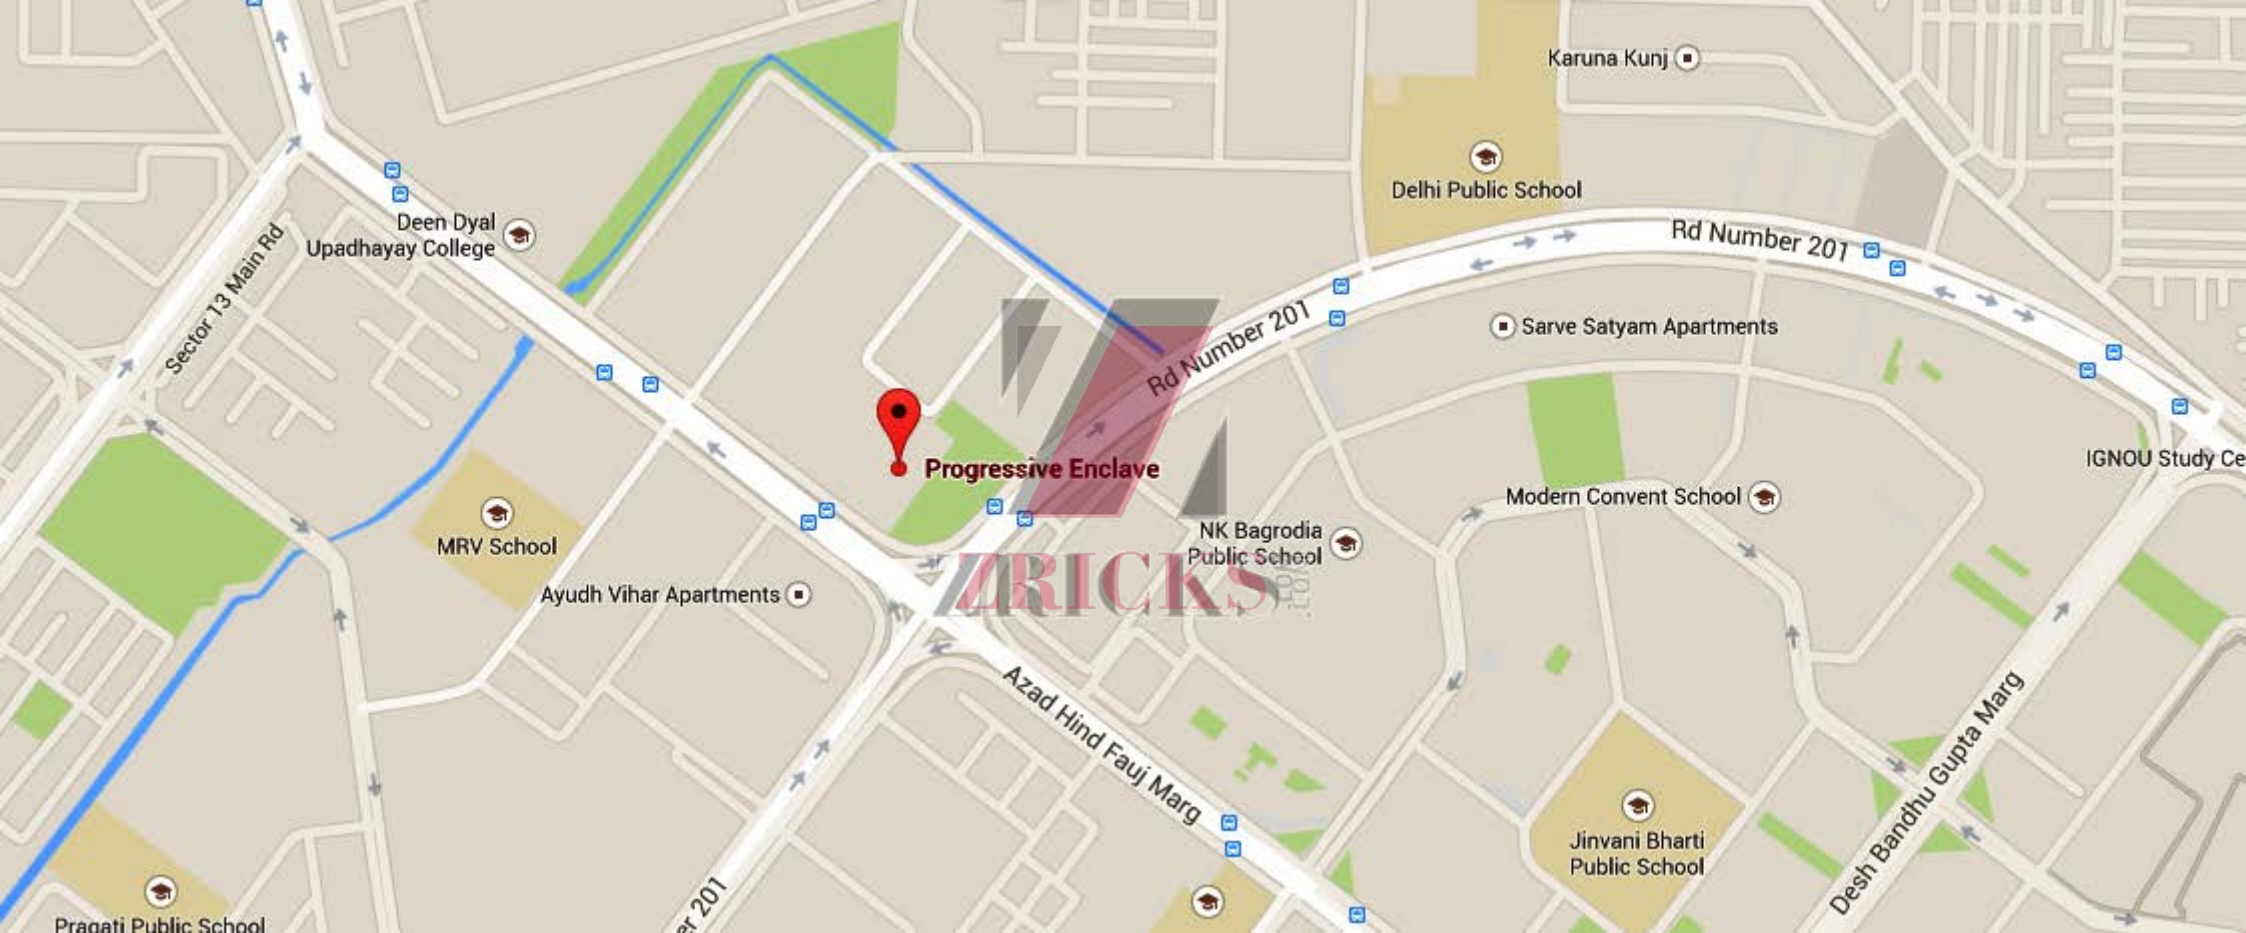 Karuna Kunj
Delhi Public School
Deen Dyal
Upadhayay College
Rd Number 201
Sector 13 Main Rd
Rd Number 201
Sarve Satyam Apartments
Progressive Enclave
IGNOU Study Ce
Modern Convent School
MRV School
NK Bagrodia
Public School
Ayudh Vihar Apartments
ZRICKS
.com
Azad Hind Fauj Marg
Desh Bandhu Gupta Marg
Jinvani Bharti
Public School
er 201
Pragati Public School